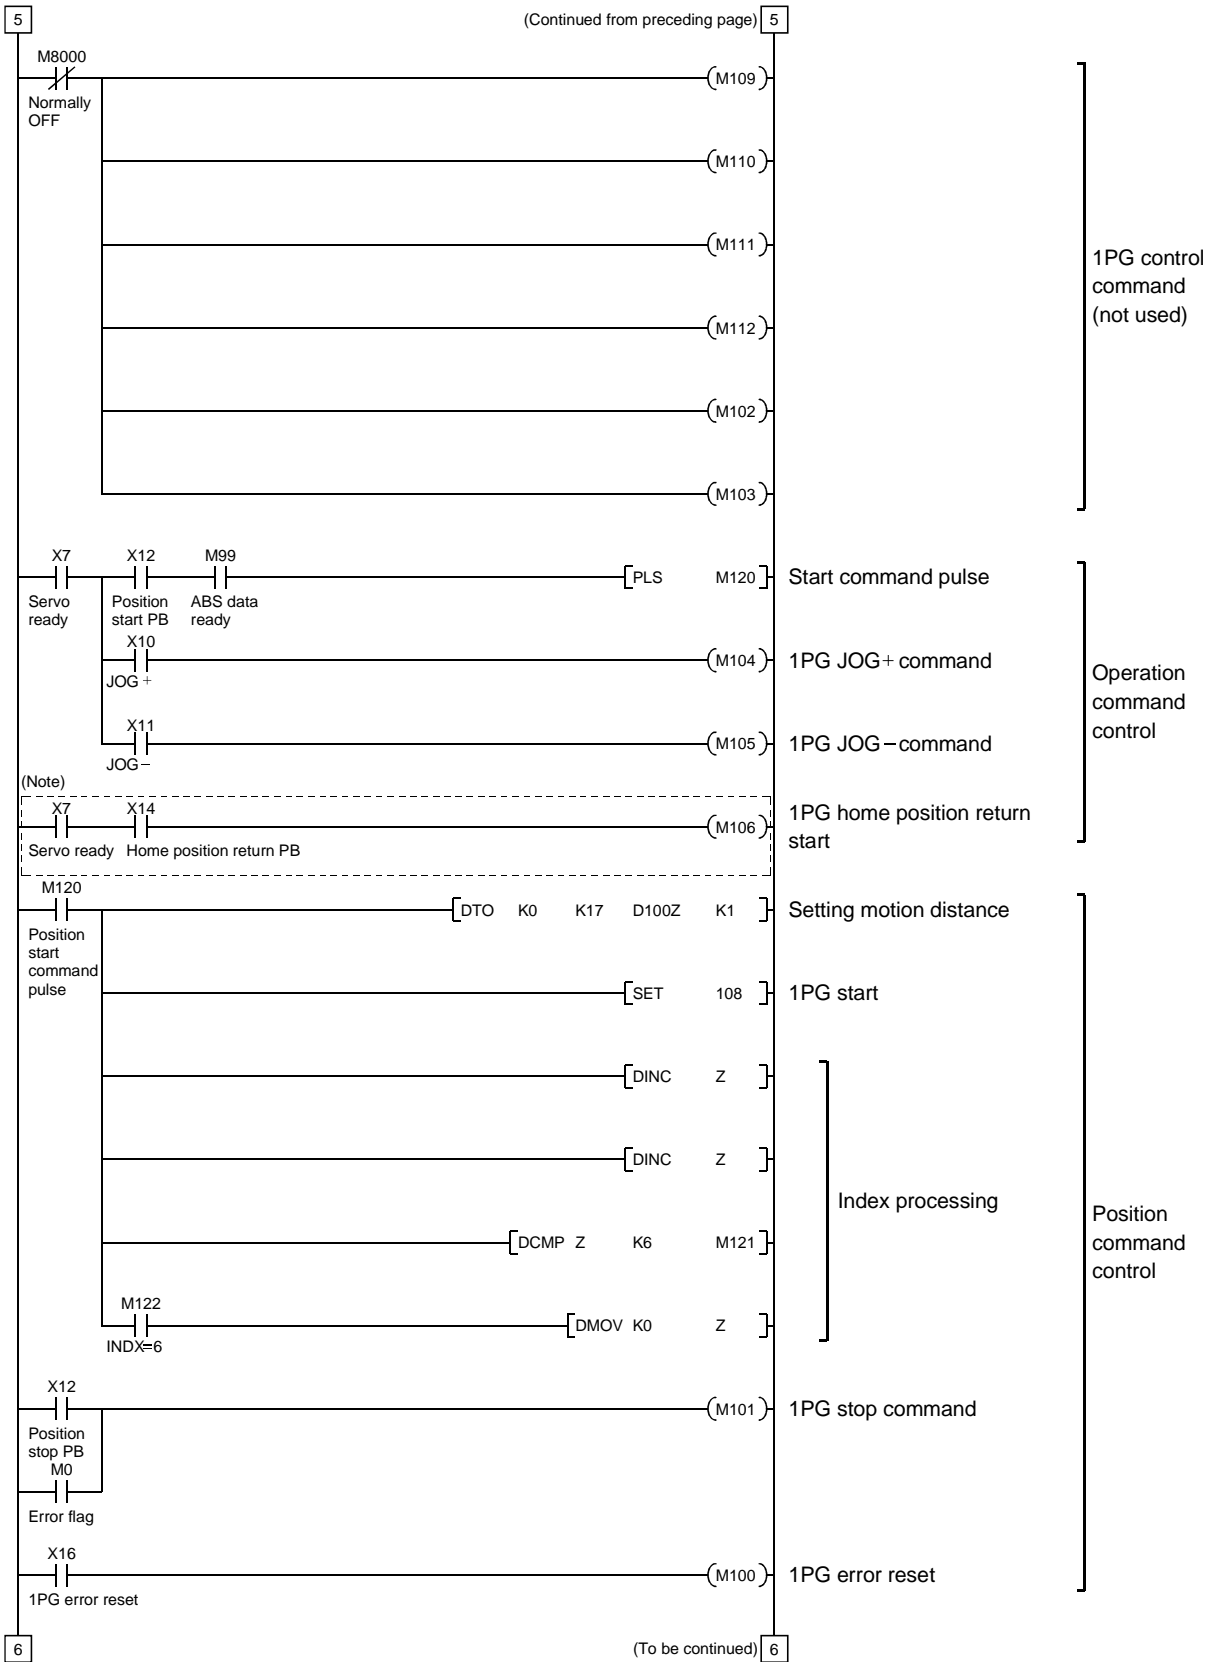 5 (Continued from preceding page) 5
M8000
Normally
OFF
M109
M110
M111
M112
M102
M103
1PG control
command
(not used)
X7 X12 M99
PLS M120 Start command pulse
Servo
ready
Position
start PB
ABS data
ready
X10
M104 1PG JOG+ command
JOG +
X11
M105 1PG JOG− command
JOG−
Operation
command
control
(Note)
X7 X14
M106 1PG home position return
start
Servo ready Home position return PB
M120
DTO K0 K17 D100Z K1 Setting motion distance
Position
start
command
pulse
SET 108 1PG start
DINC Z
DINC Z
Index processing
DCMP Z K6 M121
Position
command
control
M122
DMOV K0 Z
INDX=6
X12
M101 1PG stop command
Position
stop PB
M0
Error flag
X16
M100 1PG error reset
1PG error reset
6 (To be continued) 6